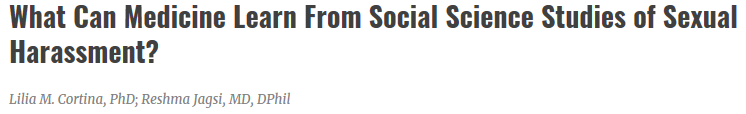 What Can Medicine Learn From Social Science Studies of Sexual
Harassment?
Lilia M. Cortina, PhD; Reshma Jagsi, MD, DPhil